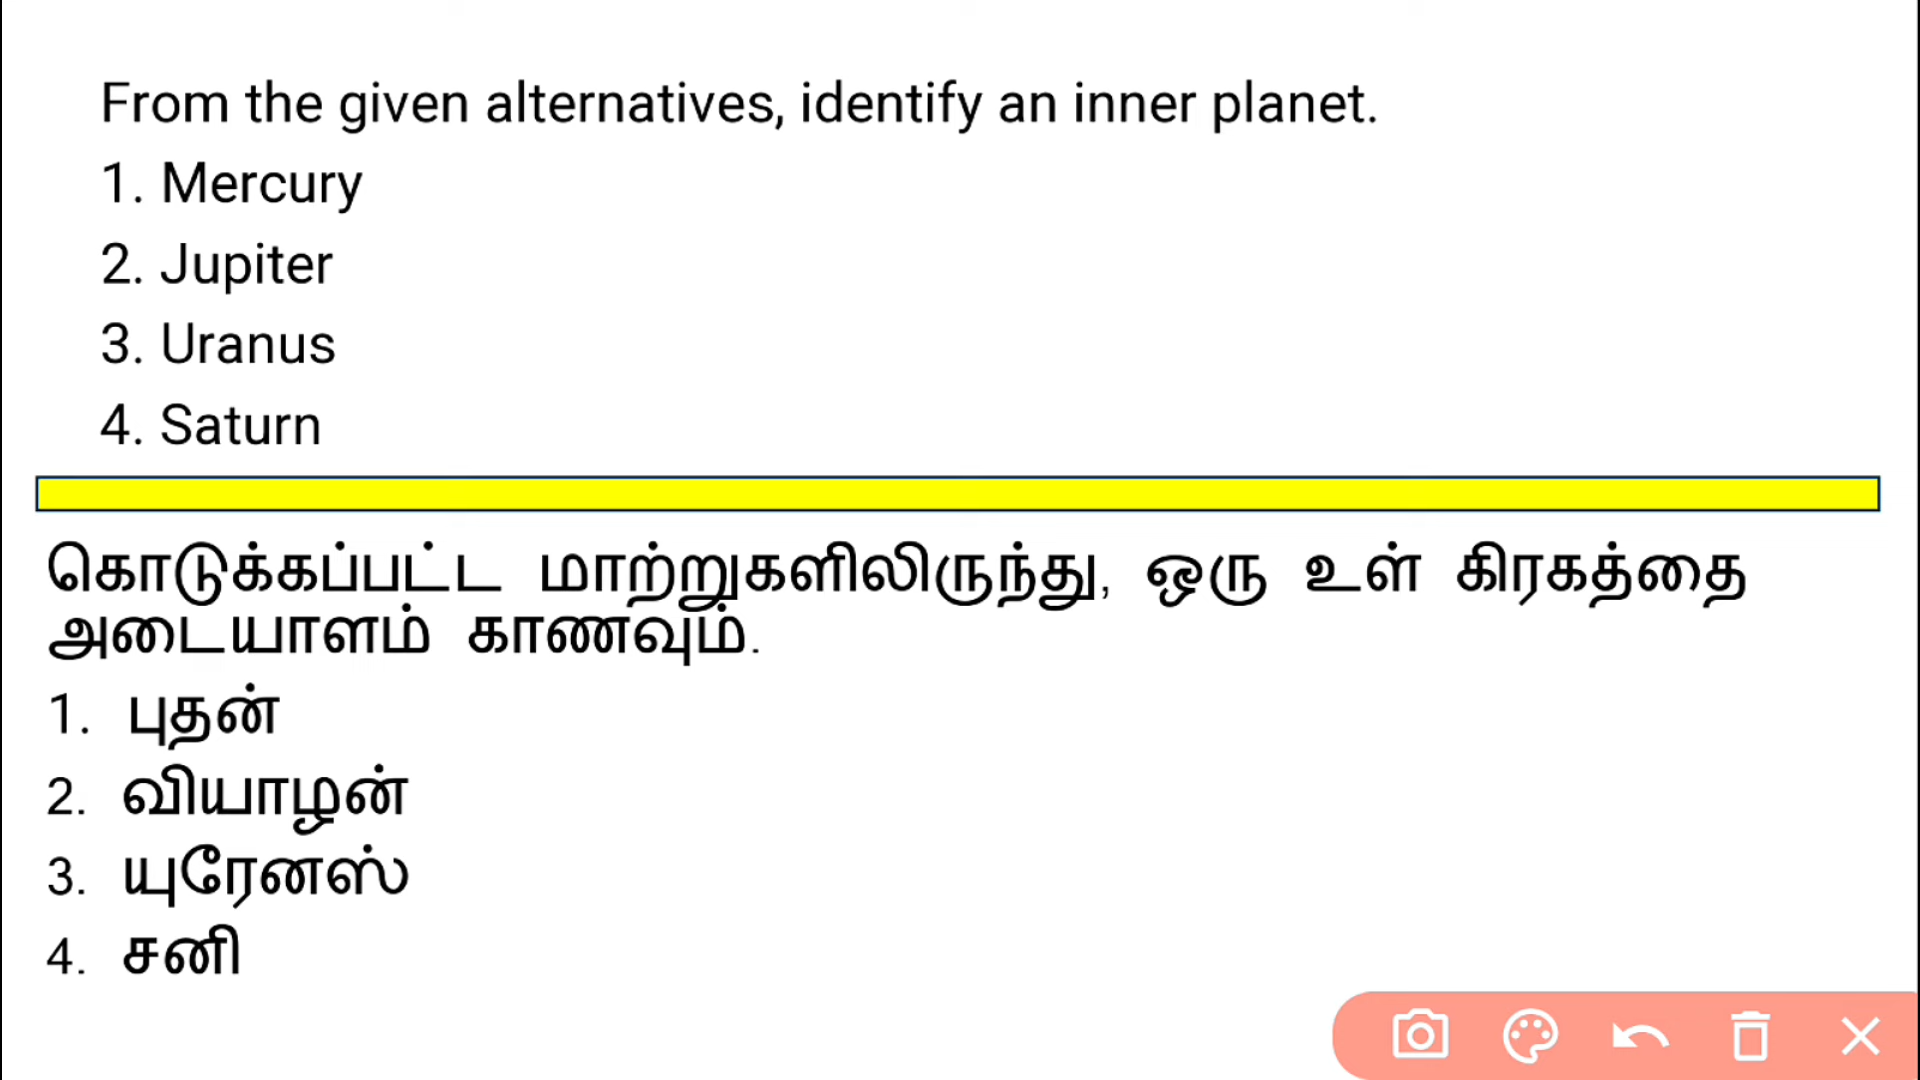 From the given alternatives, identify an inner planet.
1. Mercury
2. Jupiter
3. Uranus
4. Saturn
கொடுக்கப்பட்ட மாற்றுகளிலிருந்து, ஒரு உள் கிரகத்தை
அடையாளம் காணவும்.
1. புதன்
2. வியாழன்
3. யுரேனஸ்
4. சனி